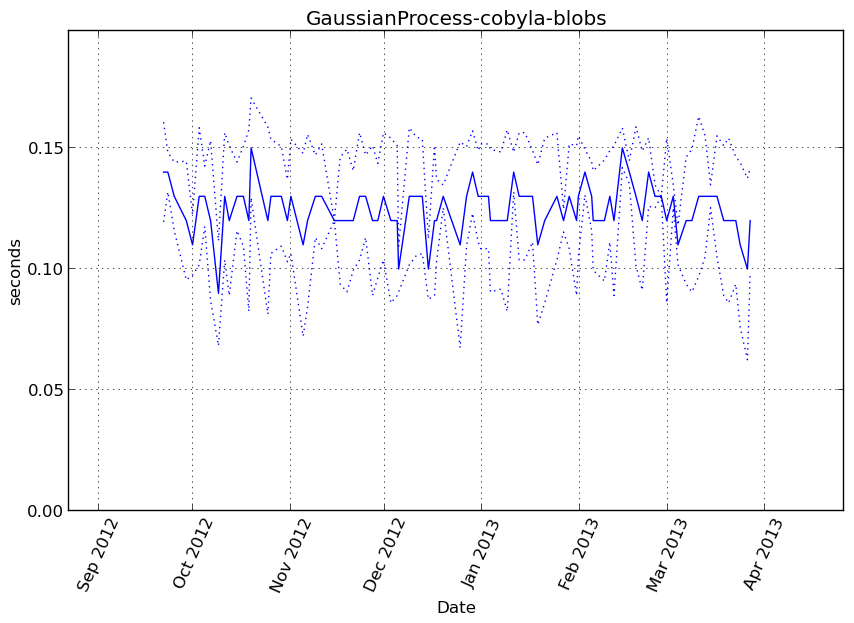 GaussianProcess-cobyla-blobs
0.15
0.10
0.05
0.00
seconds
Sep 2012
Oct 2012
Nov 2012
Dec 2012
Jan 2013
Feb 2013
Mar 2013
Apr 2013
Date